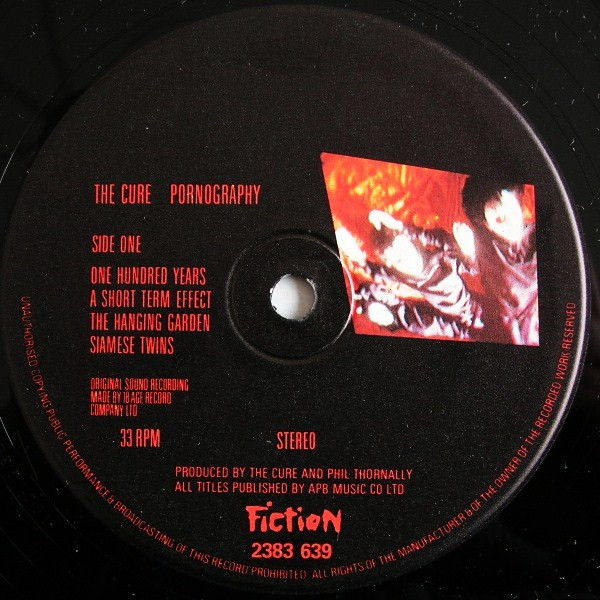 THE CURE PORNOGRAPHY
SIDE ONE
ONE HUNDRED YEARS
A SHORT TERM EFFECT
THE HANGING GARDEN
SIAMESE TWINS
ORIGINAL SOUND RECORDING
MADE BY 18 AGE RECORD
COMPANY LTD
33 RPM STEREO
PRODUCED BY THE CURE AND PHIL THORNALLY
ALL TITLES PUBLISHED BY APB MUSIC CO LTD
FICTION
2383 639
UNAUTHORISED COPYING PUBLIC PERFORMANCE & BROADCASTING OF THIS RECORD PROHIBITED. ALL RIGHTS OF THE MANUFACTURER & OF THE OWNER OF THE RECORDED WORK RESERVED